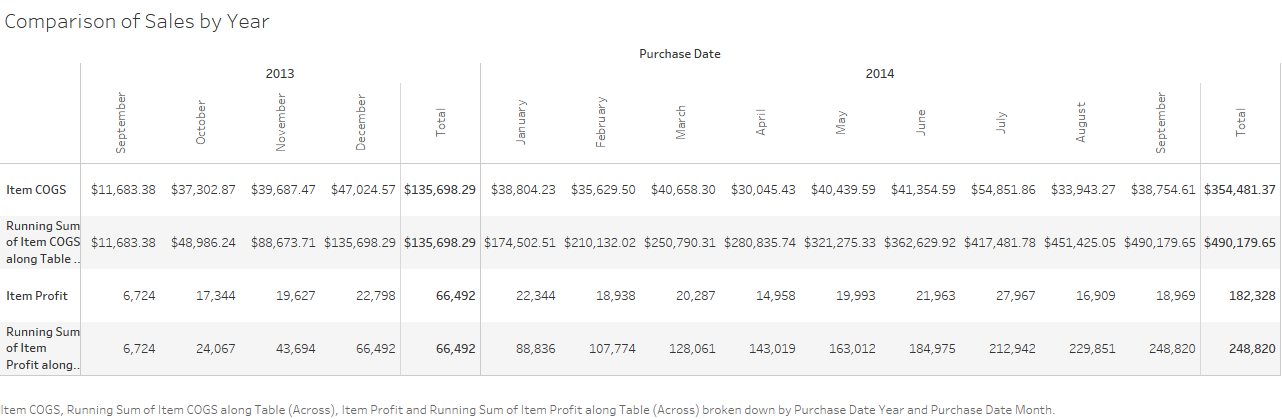 Comparison of Sales by Year
Purchase Date
2013 2014
September October November December Total January February March April May June July August September Total
Item COGS $11,683.38 $37,302.87 $39,687.47 $47,024.57 $135,698.29 $38,804.23 $35,629.50 $40,658.30 $30,045.43 $40,439.59 $41,354.59 $54,851.86 $33,943.27 $38,754.61 $354,481.37
Running Sum
of Item COGS $11,683.38 $48,986.24 $88,673.71 $135,698.29 $135,698.29 $174,502.51 $210,132.02 $250,790.31 $280,835.74 $321,275.33 $362,629.92 $417,481.78 $451,425.05 $490,179.65 $490,179.65
along Table ..
Item Profit 6,724 17,344 19,627 22,798 66,492 22,344 18,938 20,287 14,958 19,993 21,963 27,967 16,909 18,969 182,328
Running Sum
of Item 6,724 24,067 43,694 66,492 66,492 88,836 107,774 128,061 143,019 163,012 184,975 212,942 229,851 248,820 248,820
Profit along..
Item COGS, Running Sum of Item COGS along Table (Across), Item Profit and Running Sum of Item Profit along Table (Across) broken down by Purchase Date Year and Purchase Date Month.